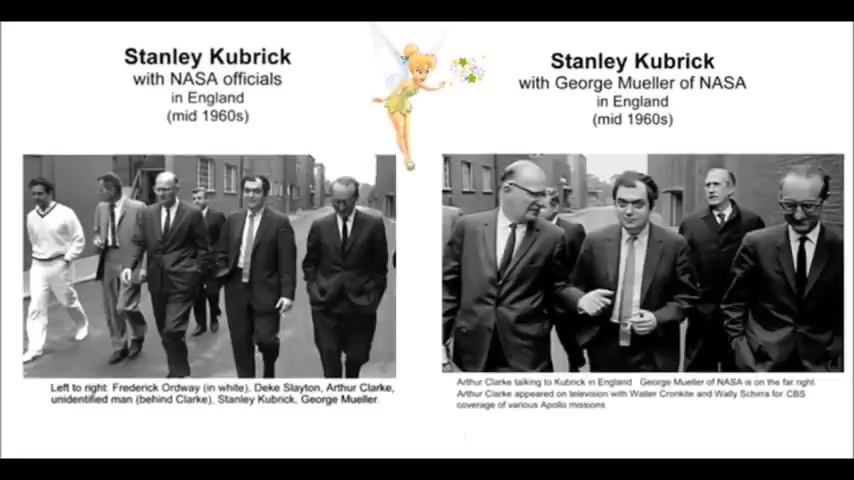 Stanley Kubrick
with NASA officials
in England
(mid 1960s)
Left to right: Frederick Ordway (in white), Deke Slayton, Arthur Clarke,
unidentified man (behind Clarke), Stanley Kubrick, George Mueller.
Stanley Kubrick
with George Mueller of NASA
in England
(mid 1960s)
Arthur Clarke talking to Kubrick in England. George Mueller of NASA is on the far right.
Arthur Clarke appeared on television with Walter Cronkite and Wally Schirra for CBS
coverage of various Apollo missions